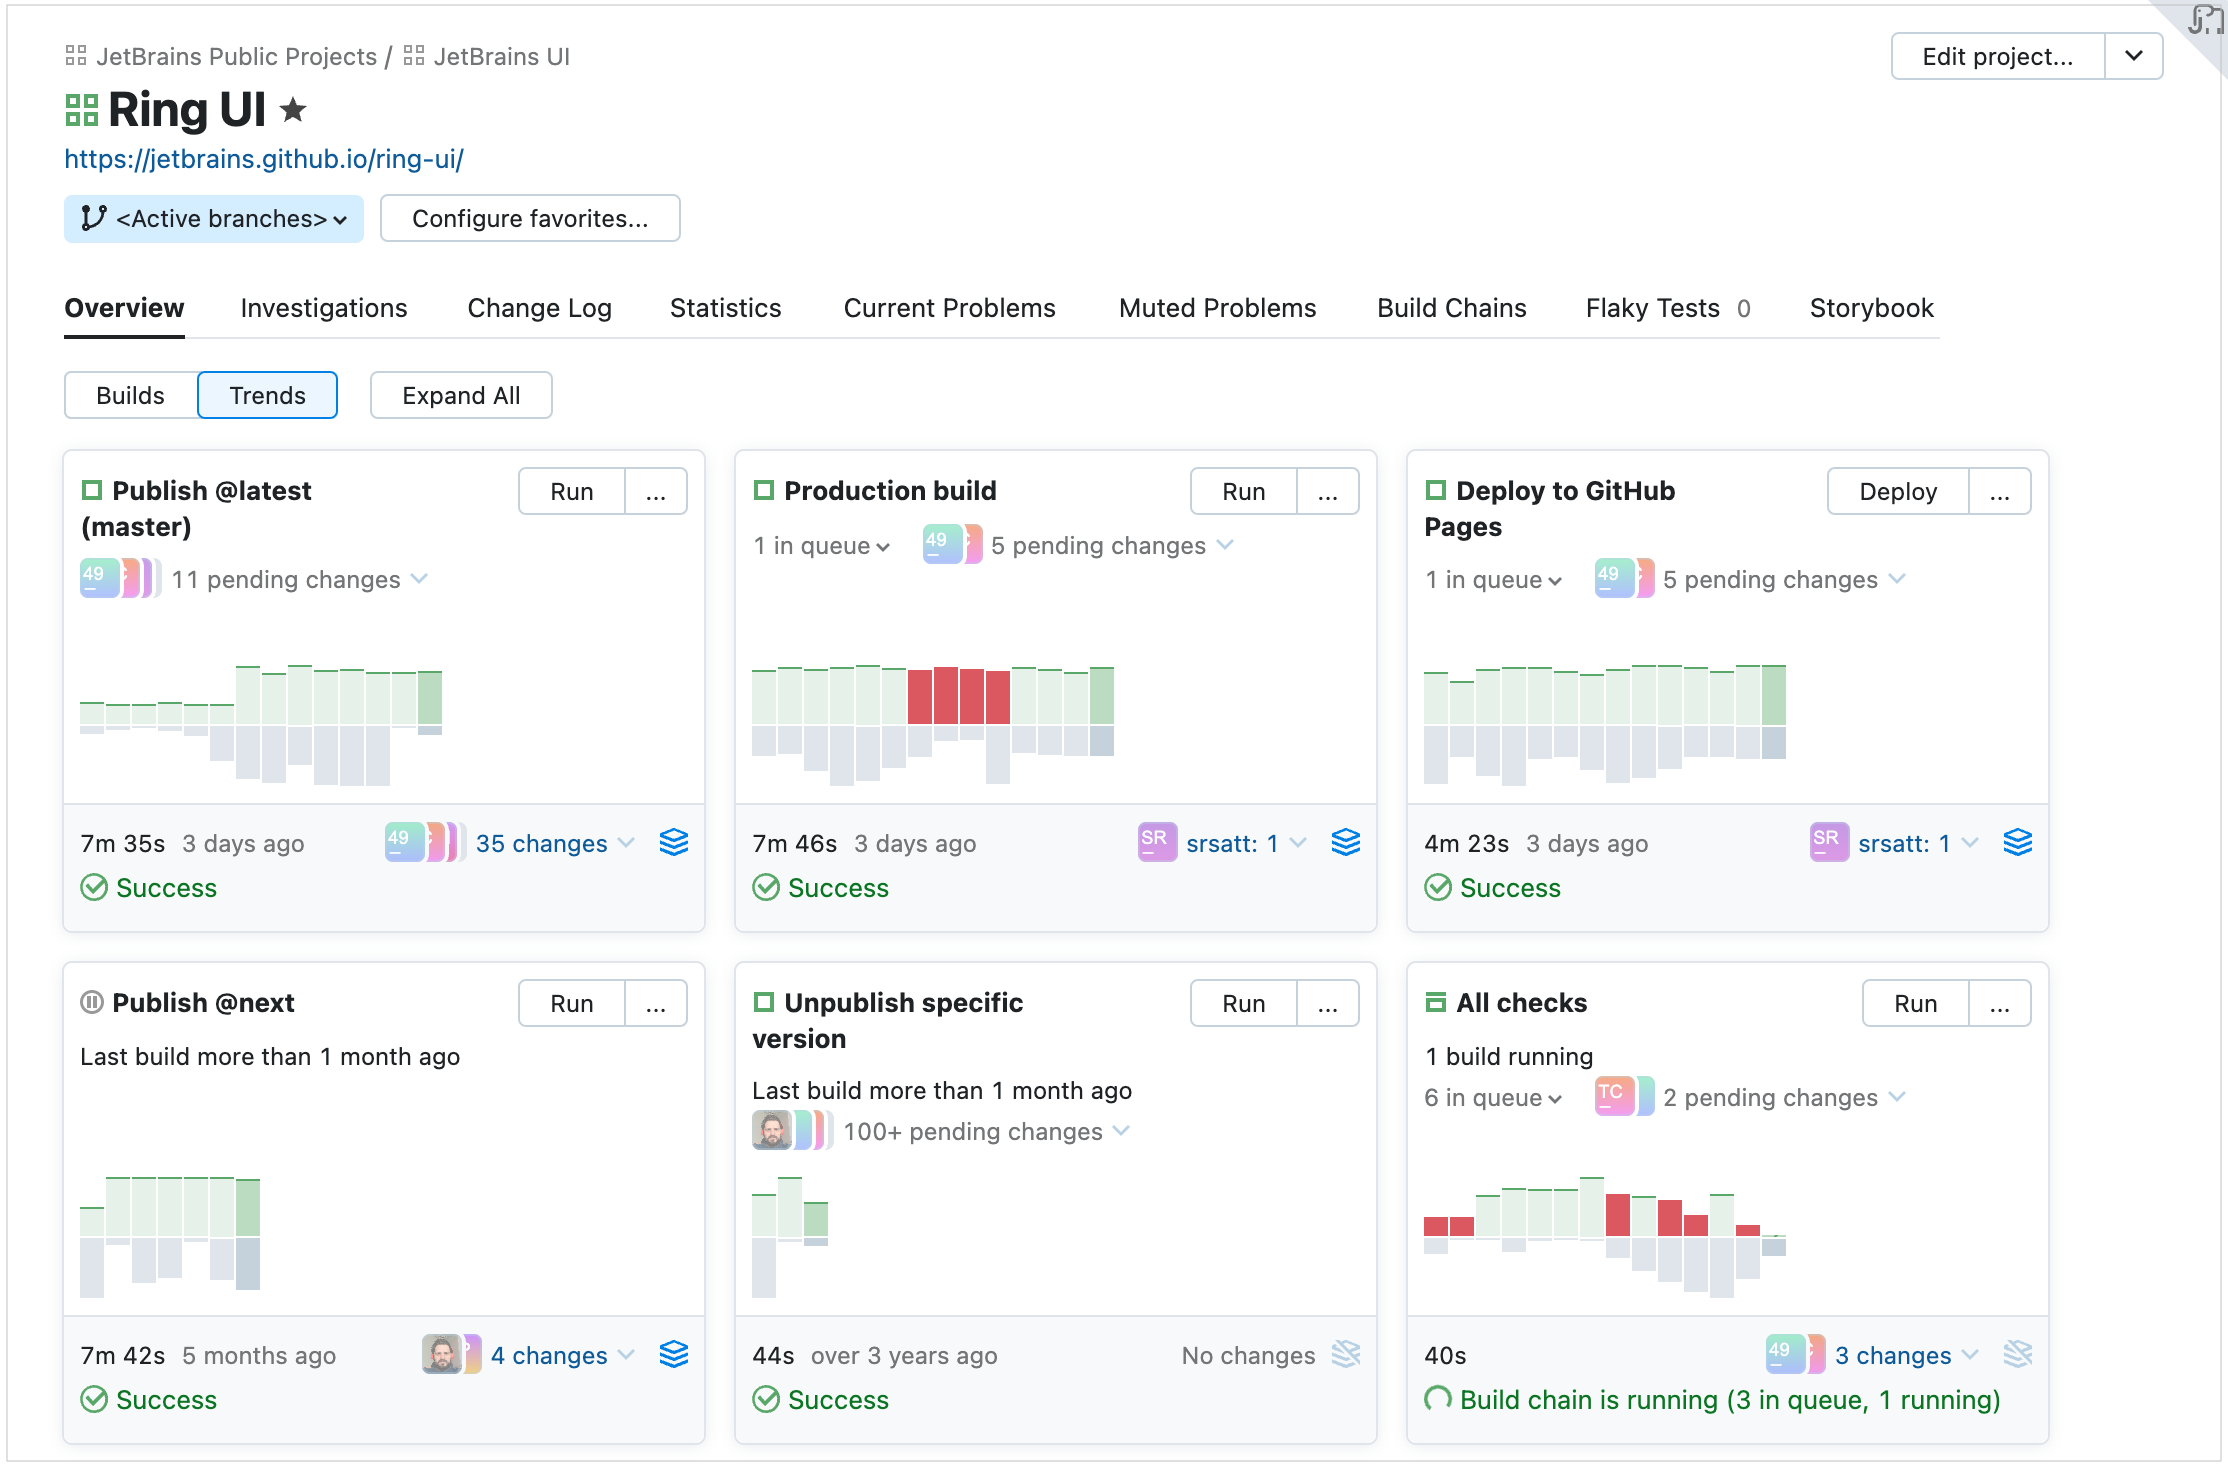 JetBrains Public Projects / JetBrains UI
Edit project...
Ring UI
https://jetbrains.github.io/ring-ui/
<Active branches>
Configure favorites...
Overview Investigations Change Log Statistics Current Problems Muted Problems Build Chains Flaky Tests 0 Storybook
Builds Trends Expand All
Publish @latest
(master)
Run ...
49 11 pending changes
7m 35s 3 days ago 49 35 changes
Success
Production build
Run ...
1 in queue 49 5 pending changes
7m 46s 3 days ago SR srsatt: 1
Success
Deploy to GitHub
Pages
Deploy ...
1 in queue 49 5 pending changes
4m 23s 3 days ago SR srsatt: 1
Success
Publish @next
Run ...
Last build more than 1 month ago
7m 42s 5 months ago 4 changes
Success
Unpublish specific
version
Run ...
Last build more than 1 month ago
100+ pending changes
44s over 3 years ago No changes
Success
All checks
Run ...
1 build running
6 in queue TC 2 pending changes
40s 49 3 changes
Build chain is running (3 in queue, 1 running)